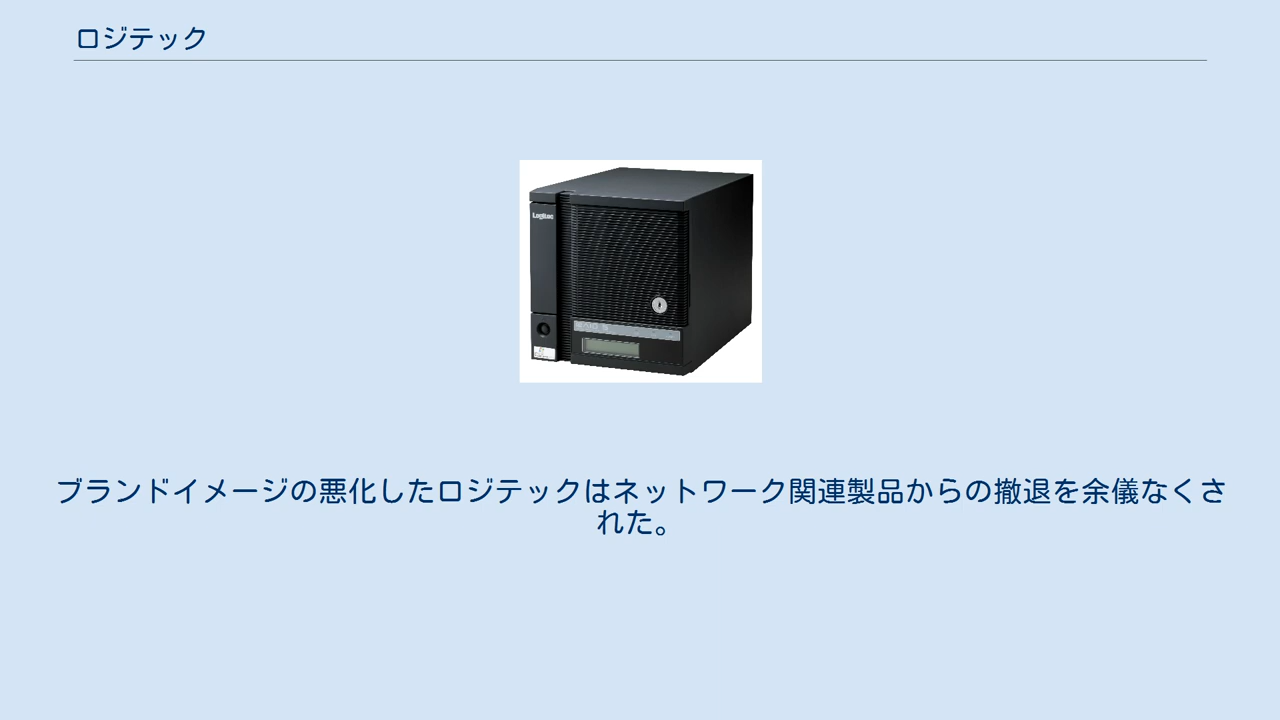 ロジテック
Logitec
ブランドイメージの悪化したロジテックはネットワーク関連製品からの撤退を余儀なくさ
れた。